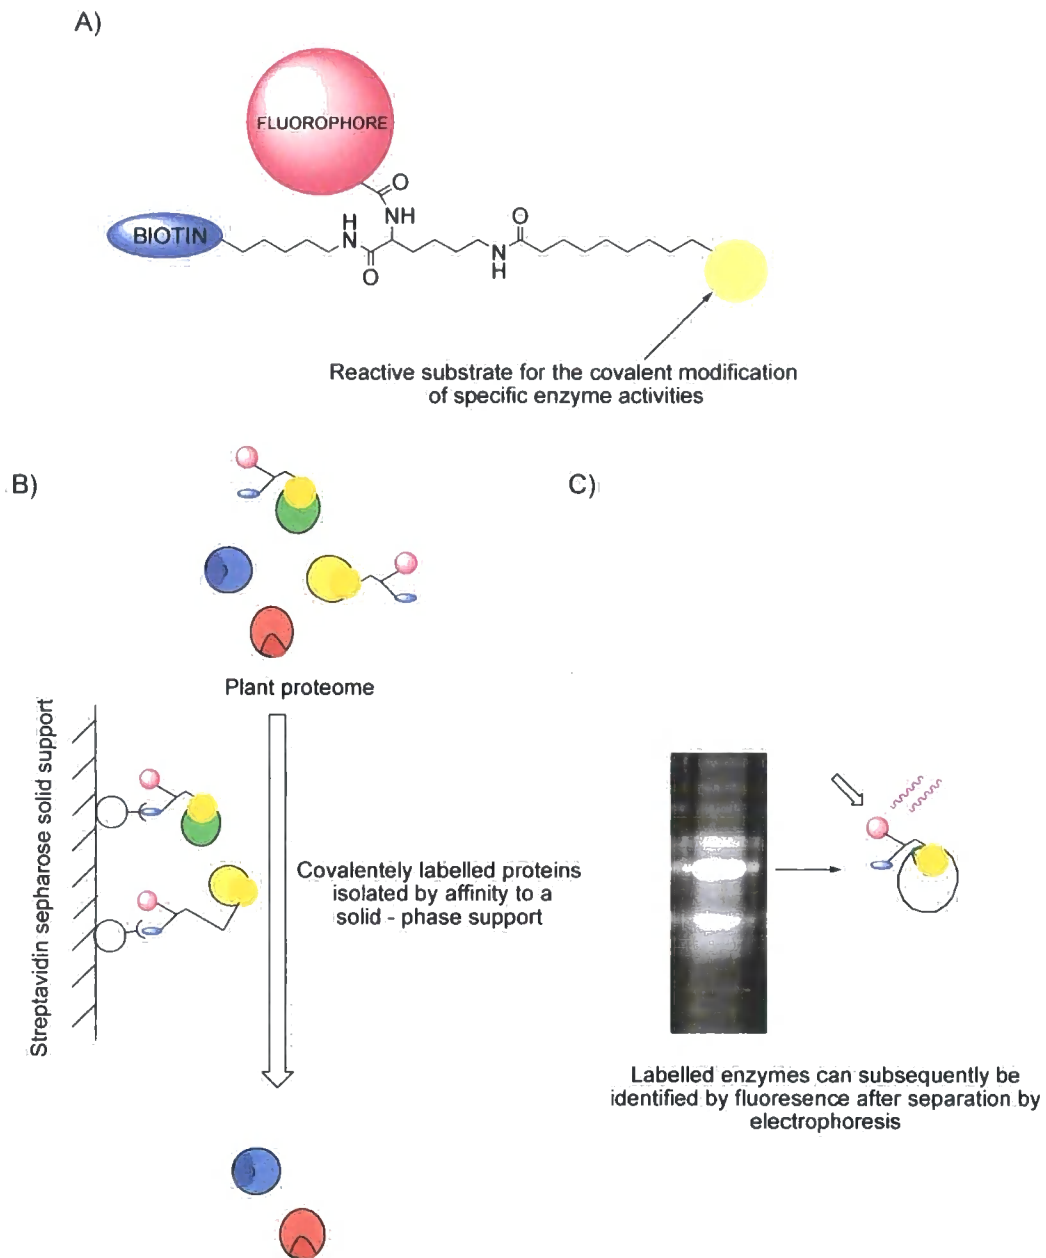 A)
FLUOROPHORE
O
NH
BIOTIN
H
N
O
O
N
H
Reactive substrate for the covalent modification
of specific enzyme activities
B)
C)
Plant proteome
Streptavidin sepharose solid support
Covalentely labelled proteins
isolated by affinity to a
solid - phase support
Labelled enzymes can subsequently be
identified by fluoresence after separation by
electrophoresis